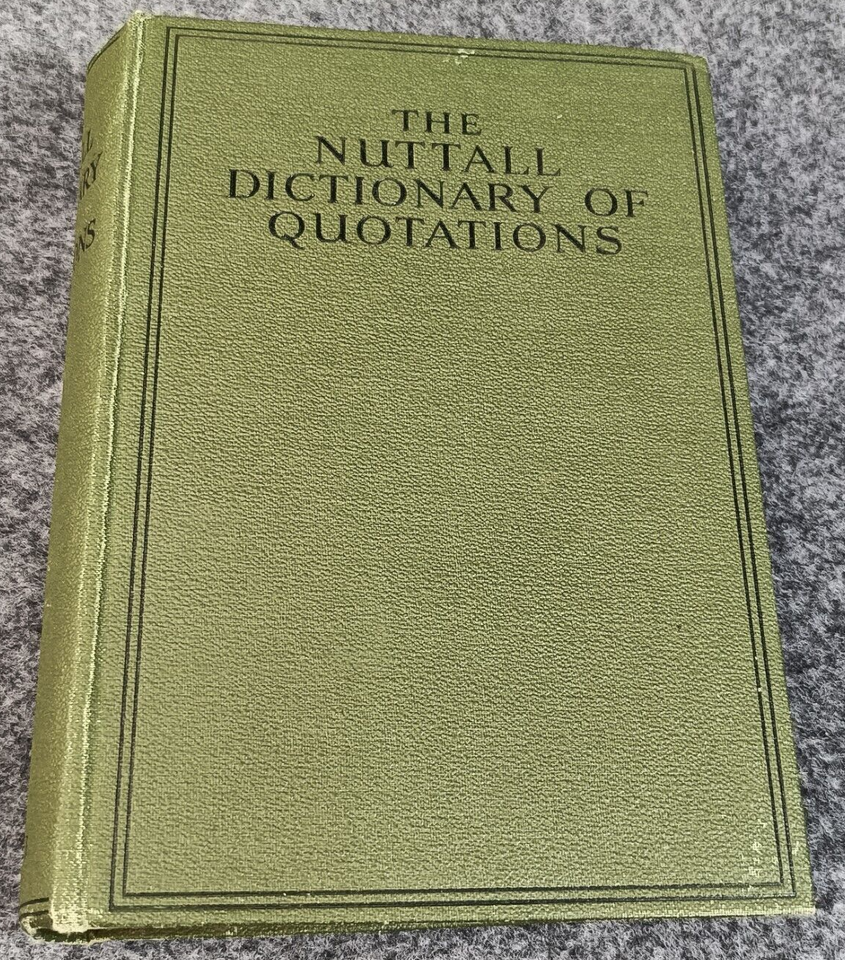 THE
NUTTALL
DICTIONARY OF
QUOTATIONS